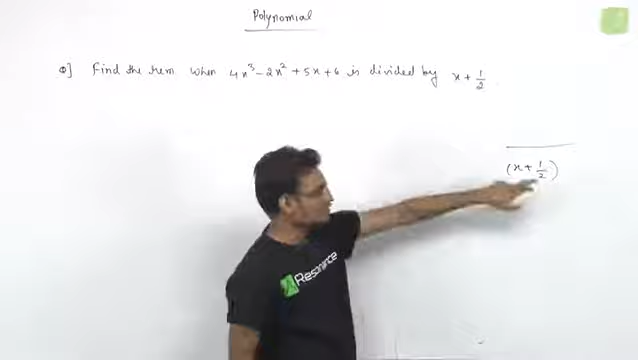 Polynomial
Q] Find the rem when 4x³ - 2x² + 5x + 6 is divided by x + 1/2
(x + 1/2)
Resonance